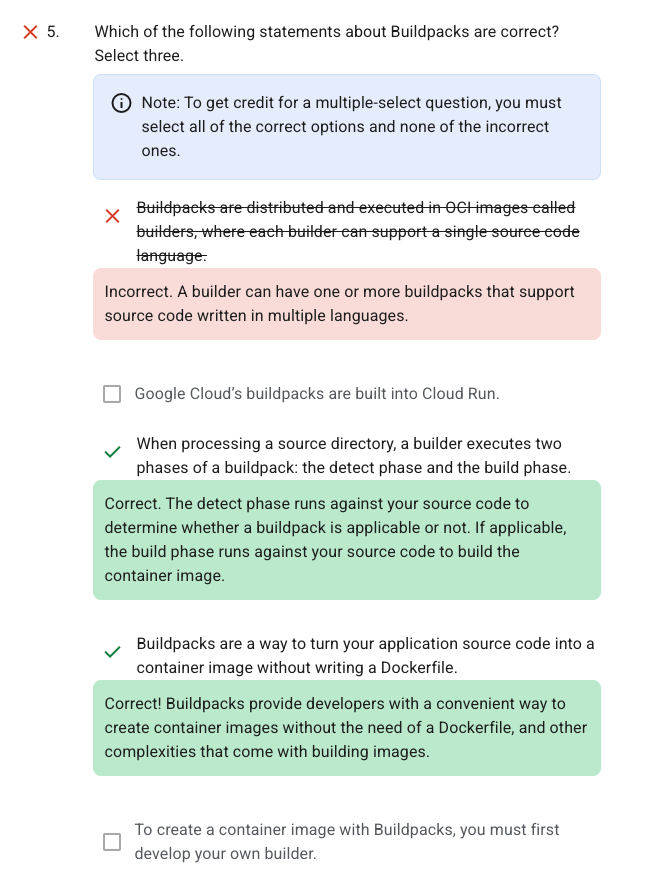 5. Which of the following statements about Buildpacks are correct?
Select three.
Note: To get credit for a multiple-select question, you must
select all of the correct options and none of the incorrect
ones.
Buildpacks are distributed and executed in OCI images called
builders, where each builder can support a single source code
language.
Incorrect. A builder can have one or more buildpacks that support
source code written in multiple languages.
Google Cloud’s buildpacks are built into Cloud Run.
When processing a source directory, a builder executes two
phases of a buildpack: the detect phase and the build phase.
Correct. The detect phase runs against your source code to
determine whether a buildpack is applicable or not. If applicable,
the build phase runs against your source code to build the
container image.
Buildpacks are a way to turn your application source code into a
container image without writing a Dockerfile.
Correct! Buildpacks provide developers with a convenient way to
create container images without the need of a Dockerfile, and other
complexities that come with building images.
To create a container image with Buildpacks, you must first
develop your own builder.